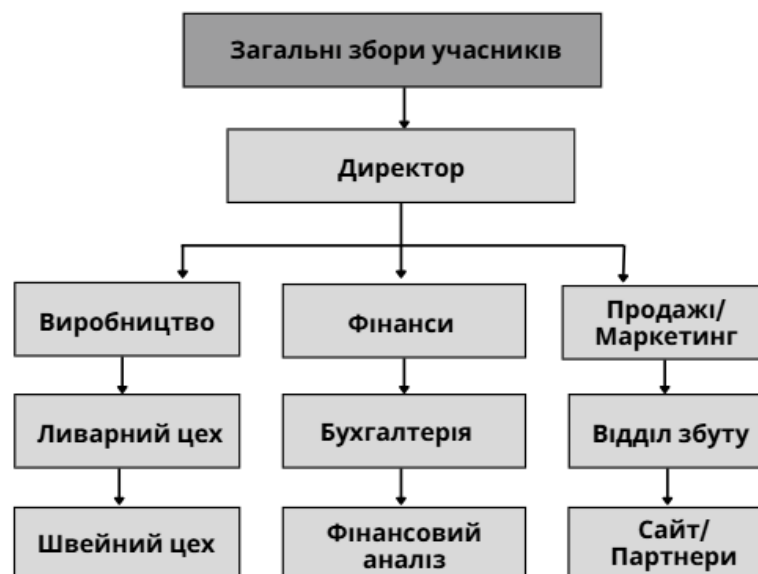 Загальні збори учасників
Директор
Виробництво
Фінанси
Продажі/
Маркетинг
Ливарний цех
Бухгалтерія
Відділ збуту
Швейний цех
Фінансовий
аналіз
Сайт/
Партнери